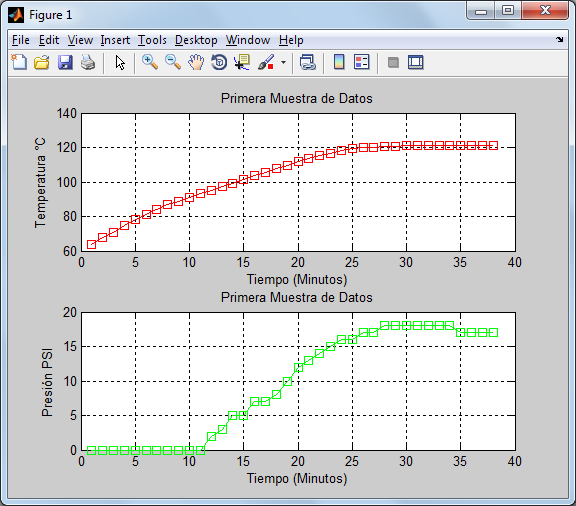 Figure 1
File Edit View Insert Tools Desktop Window Help
Primera Muestra de Datos
Temperatura ºC
140
120
100
80
60
0 5 10 15 20 25 30 35 40
Tiempo (Minutos)
Primera Muestra de Datos
Presión PSI
20
15
10
5
0
0 5 10 15 20 25 30 35 40
Tiempo (Minutos)